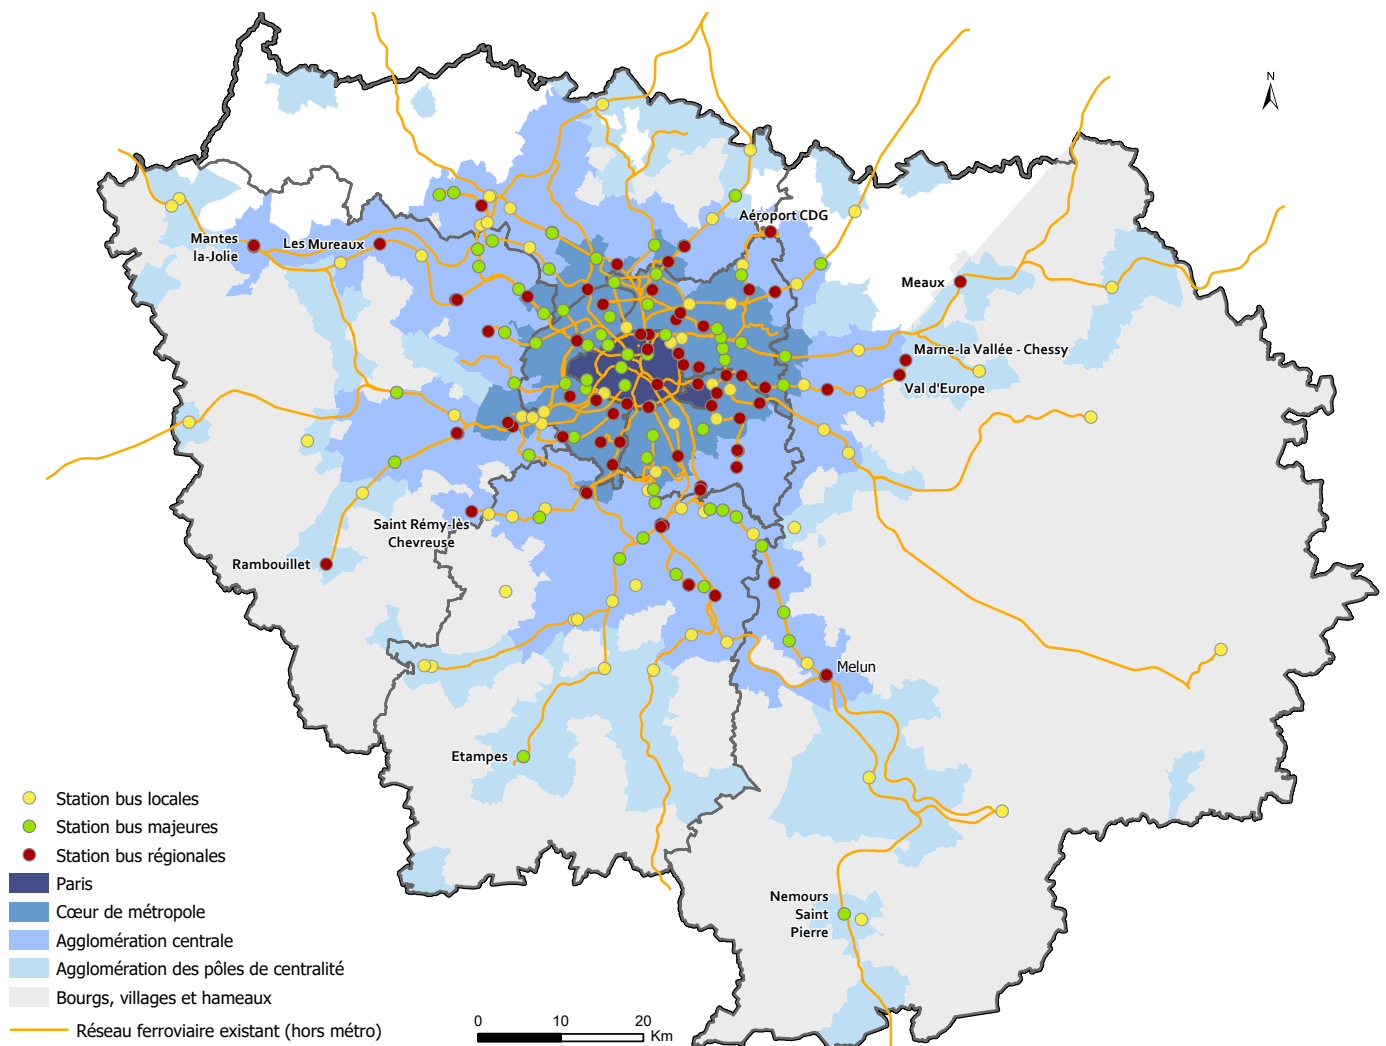 N
Aéroport CDG
Mantes
la-Jolie
Les Mureaux
Meaux
Marne-la Vallée - Chessy
Val d'Europe
Saint Rémy-lès
Chevreuse
Rambouillet
Melun
Etampes
Nemours
Saint
Pierre
Station bus locales
Station bus majeures
Station bus régionales
Paris
Cœur de métropole
Agglomération centrale
Agglomération des pôles de centralité
Bourgs, villages et hameaux
Réseau ferroviaire existant (hors métro)
0 10 20
Km